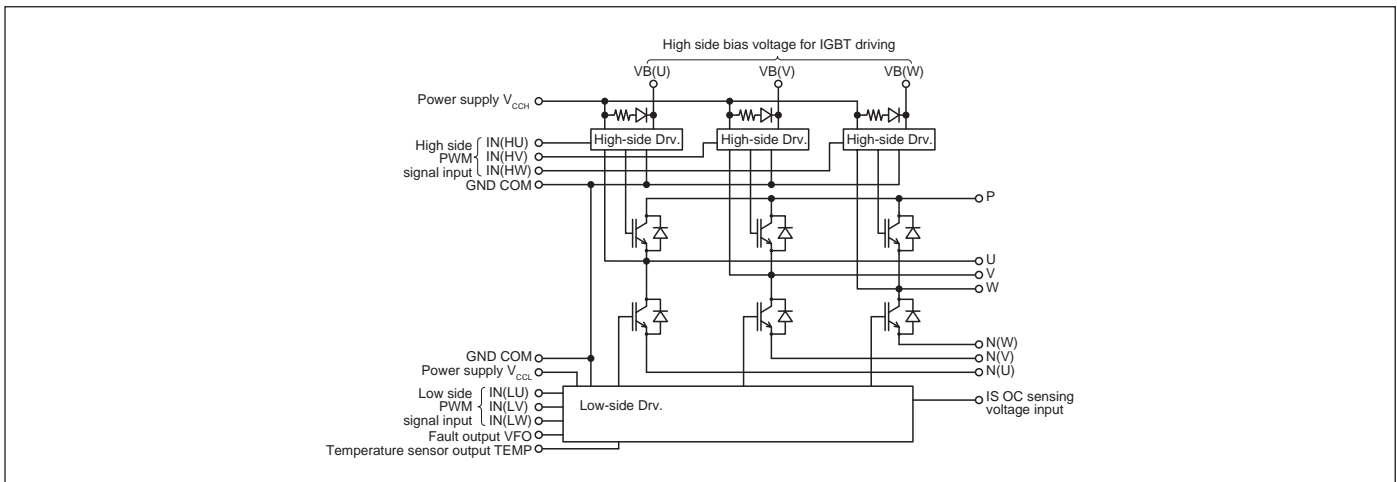 High side bias voltage for IGBT driving
VB(U)
VB(V)
VB(W)
Power supply VCCH
High-side Drv.
High-side Drv.
High-side Drv.
High side
PWM
signal input
IN(HU)
IN(HV)
IN(HW)
GND COM
P
U
V
W
N(W)
N(V)
N(U)
GND COM
Power supply VCCL
Low side
PWM
signal input
IN(LU)
IN(LV)
IN(LW)
Low-side Drv.
IS OC sensing
voltage input
Fault output VFO
Temperature sensor output TEMP